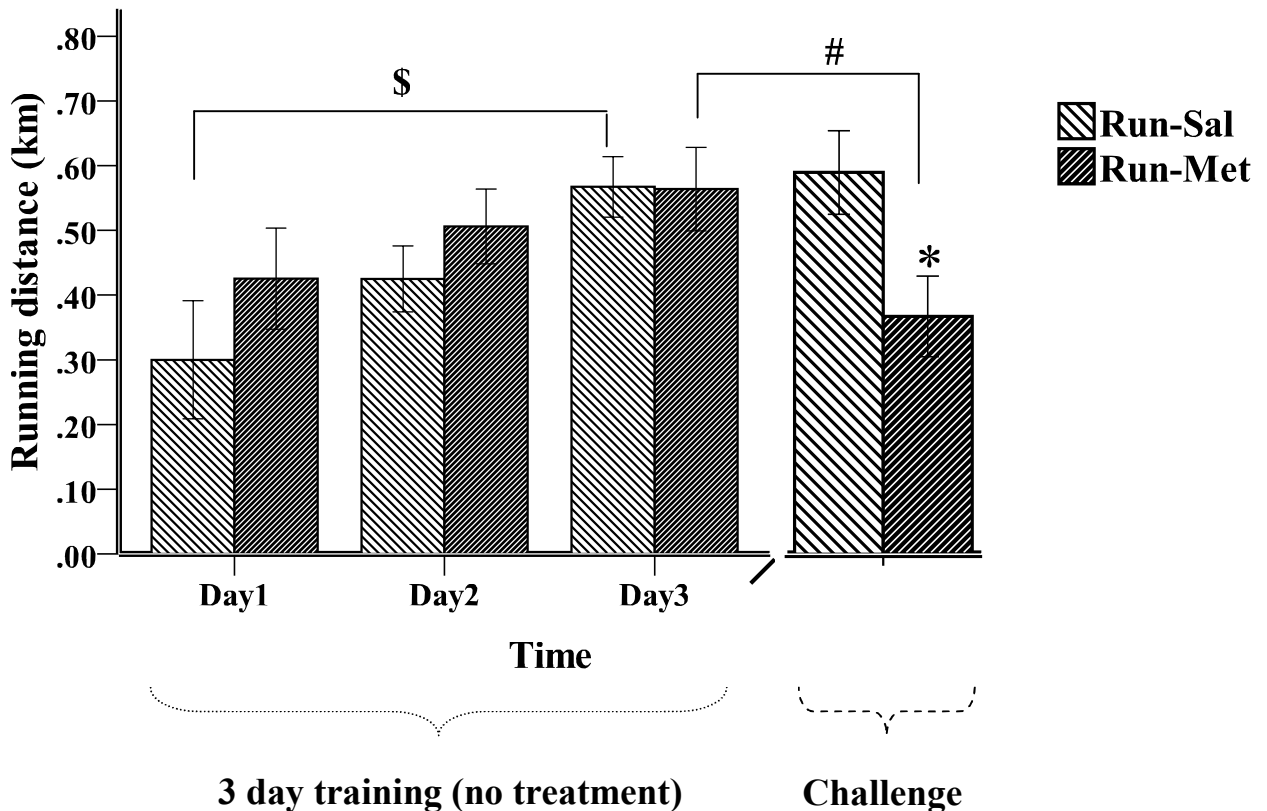 Running distance (km)
.80
.70
.60
.50
.40
.30
.20
.10
.00
$
#
*
Run-Sal
Run-Met
Day1 Day2 Day3
Time
3 day training (no treatment) Challenge